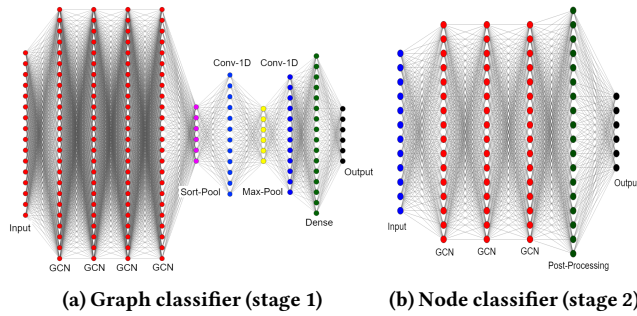 Conv-1D
Conv-1D
Sort-Pool
Max-Pool
Output
Input
Dense
GCN
GCN
GCN
GCN
(a) Graph classifier (stage 1)
Output
Input
GCN
GCN
GCN
Post-Processing
(b) Node classifier (stage 2)